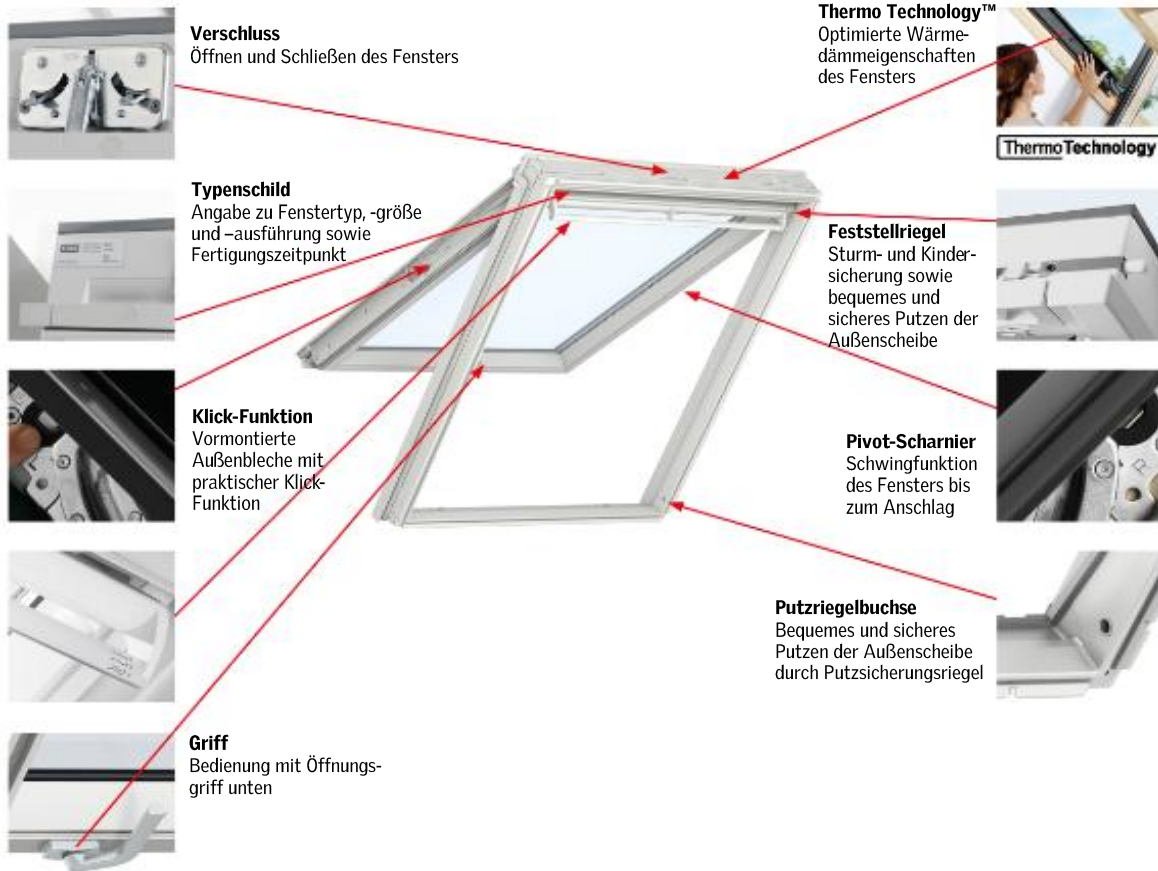 Verschluss
Öffnen und Schließen des Fensters
Typenschild
Angabe zu Fenstertyp, -größe
und –ausführung sowie
Fertigungszeitpunkt
Klick-Funktion
Vormontierte
Außenbleche mit
praktischer Klick-
Funktion
Griff
Bedienung mit Öffnungs-
griff unten
Thermo Technology™
Optimierte Wärme-
dämmeigenschaften
des Fensters
ThermoTechnology
Feststellriegel
Sturm- und Kinder-
sicherung sowie
bequemes und
sicheres Putzen der
Außenscheibe
Pivot-Scharnier
Schwingfunktion
des Fensters bis
zum Anschlag
Putzriegelbuchse
Bequemes und sicheres
Putzen der Außenscheibe
durch Putzsicherungsriegel